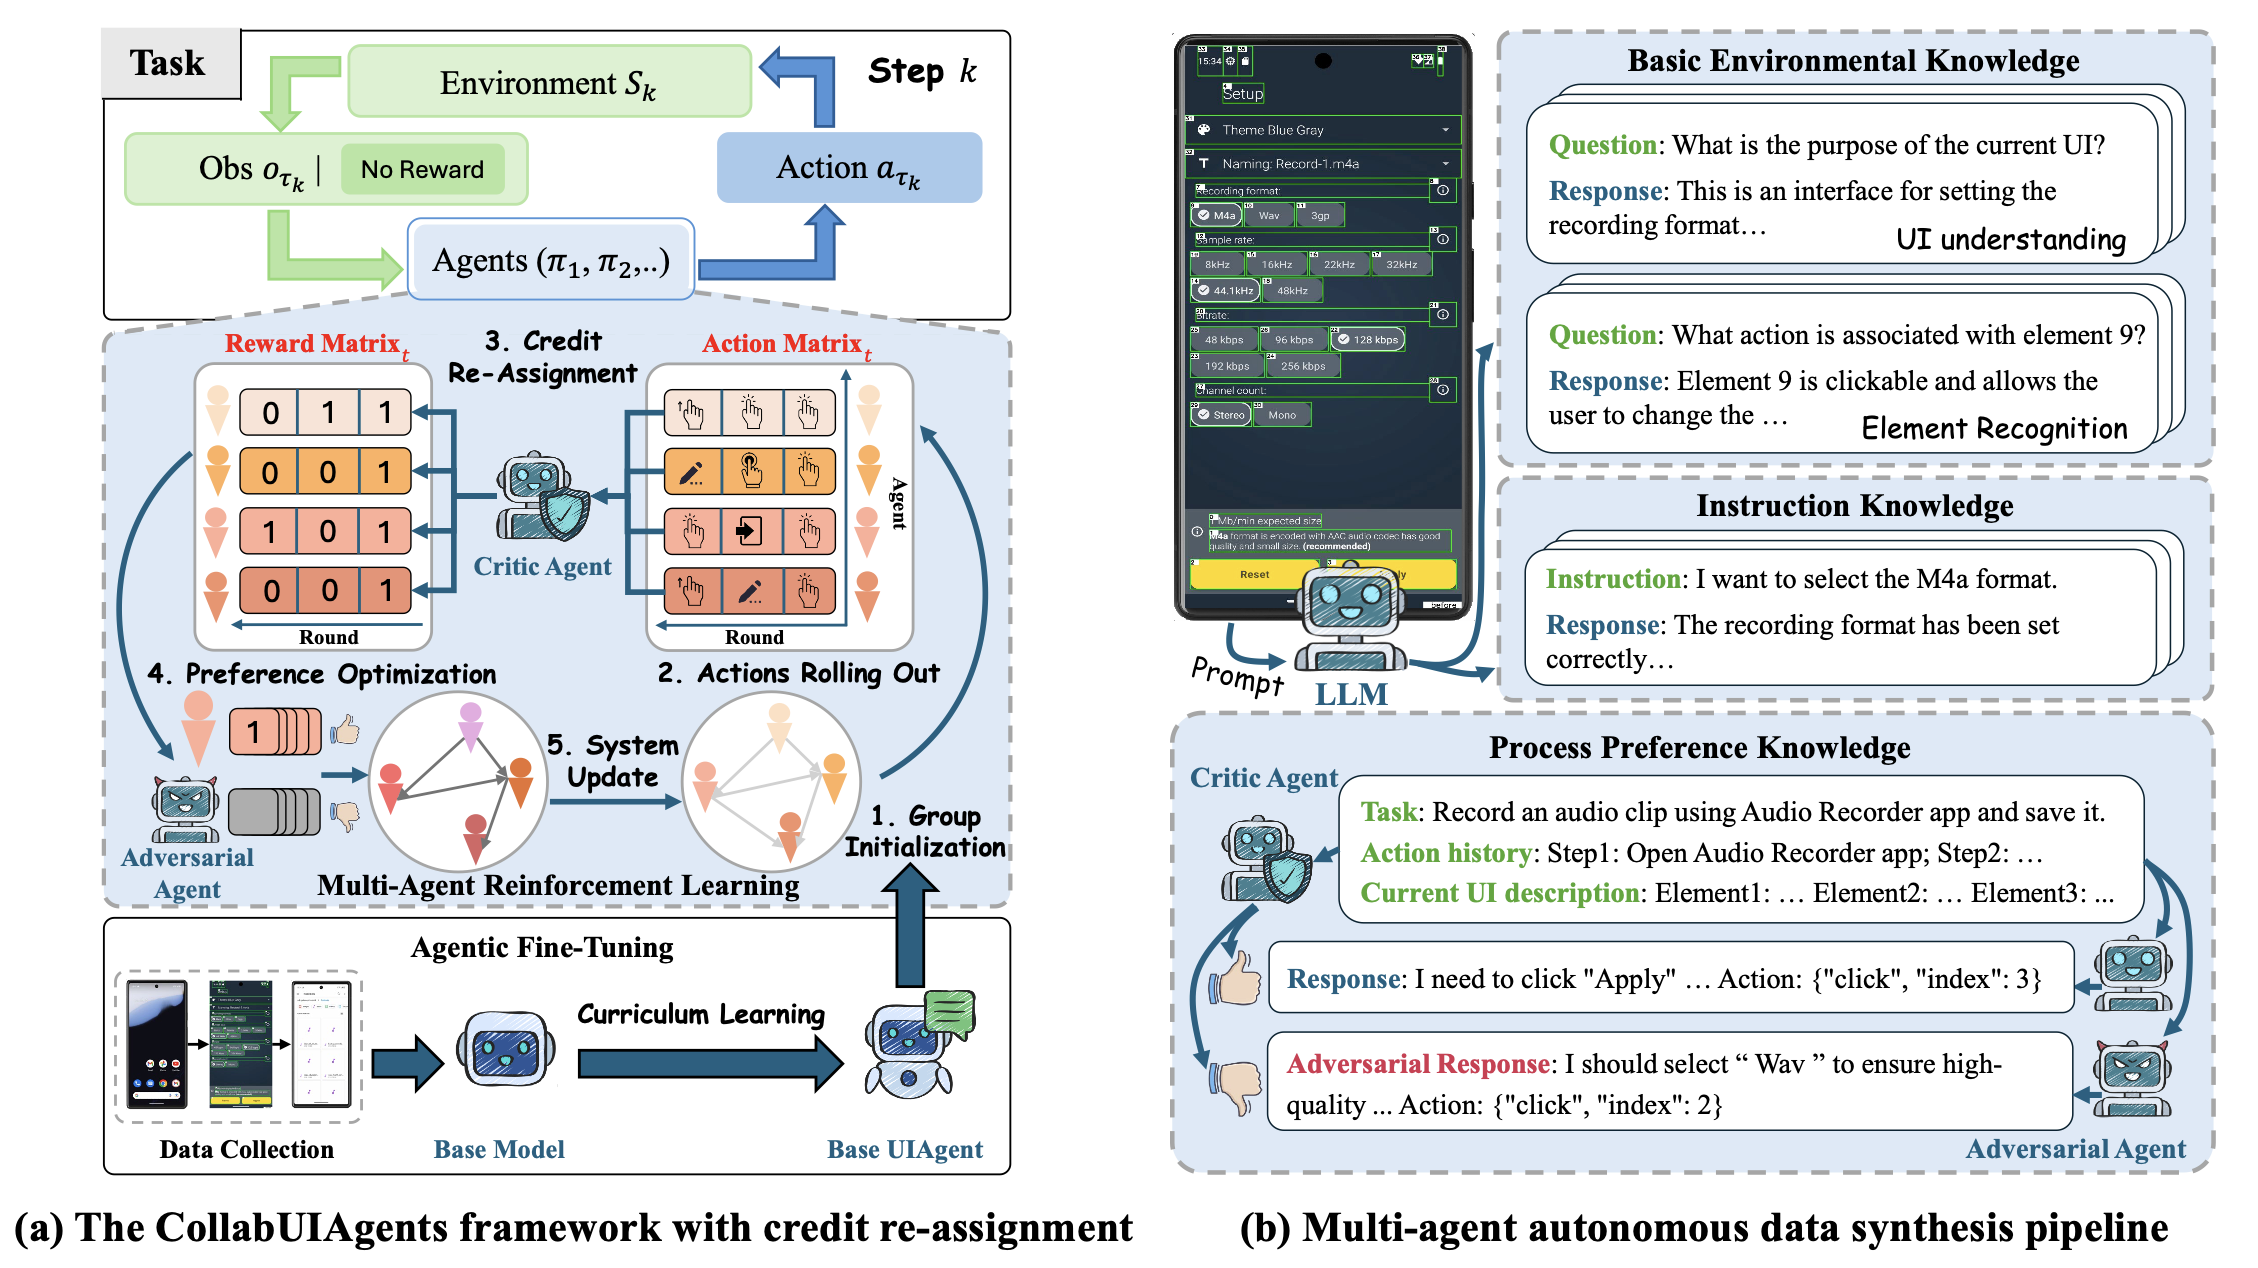 Task
Step k
Environment S_k
Obs o_{τ_k} |
No Reward
Action a_{τ_k}
Agents (π_1, π_2,..)
Reward Matrix_t
3. Credit
Re-Assignment
Action Matrix_t
0 1 1
0 0 1
1 0 1
0 0 1
Round
Critic Agent
Agent
Round
4. Preference Optimization
2. Actions Rolling Out
1
5. System
Update
1. Group
Initialization
Adversarial
Agent
Multi-Agent Reinforcement Learning
Agentic Fine-Tuning
Curriculum Learning
Data Collection
Base Model
Base UIAgent
(a) The CollabUIAgents framework with credit re-assignment
15:34
Setup
Theme Blue Gray
Naming: Record-1.m4a
Recording format:
M4a Wav 3gp
Sample rate:
8kHz 16kHz 22kHz 32kHz
44.1kHz 48kHz
Bitrate:
48 kbps 96 kbps 128 kbps
192 kbps 256 kbps
Channel count:
Stereo Mono
1 Mb/min expected size
M4a format is encoded with AAC audio codec has good
quality and small size. (recommended)
Reset
Prompt
LLM
Basic Environmental Knowledge
Question: What is the purpose of the current UI?
Response: This is an interface for setting the
recording format…
UI understanding
Question: What action is associated with element 9?
Response: Element 9 is clickable and allows the
user to change the …
Element Recognition
Instruction Knowledge
Instruction: I want to select the M4a format.
Response: The recording format has been set
correctly…
Process Preference Knowledge
Critic Agent
Task: Record an audio clip using Audio Recorder app and save it.
Action history: Step1: Open Audio Recorder app; Step2: …
Current UI description: Element1: … Element2: … Element3: ...
Response: I need to click "Apply" … Action: {"click", "index": 3}
Adversarial Response: I should select “ Wav ” to ensure high-
quality ... Action: {"click", "index": 2}
Adversarial Agent
(b) Multi-agent autonomous data synthesis pipeline